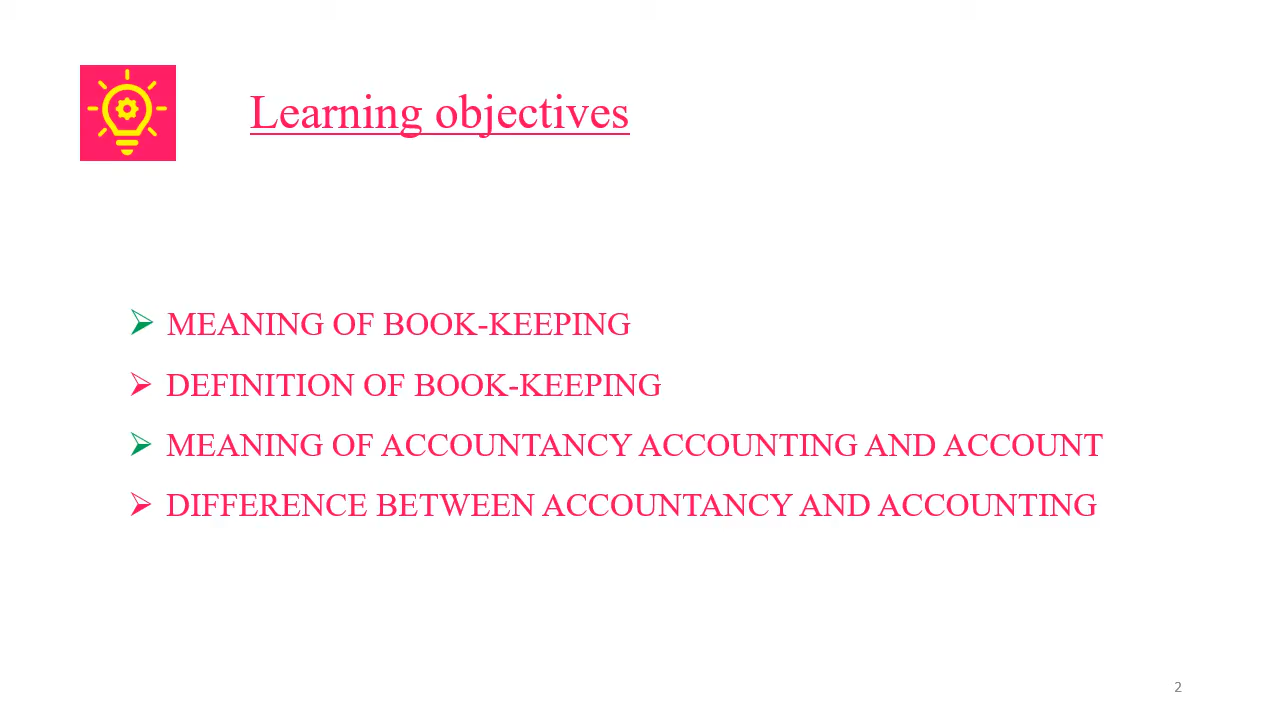 Learning objectives
MEANING OF BOOK-KEEPING
DEFINITION OF BOOK-KEEPING
MEANING OF ACCOUNTANCY ACCOUNTING AND ACCOUNT
DIFFERENCE BETWEEN ACCOUNTANCY AND ACCOUNTING
2